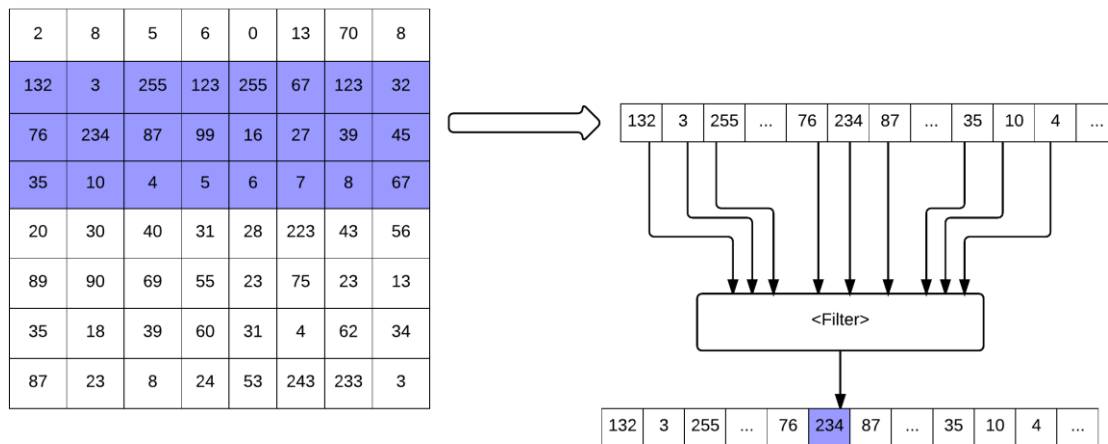 2 8 5 6 0 13 70 8
132 3 255 123 255 67 123 32
76 234 87 99 16 27 39 45
35 10 4 5 6 7 8 67
20 30 40 31 28 223 43 56
89 90 69 55 23 75 23 13
35 18 39 60 31 4 62 34
87 23 8 24 53 243 233 3
132 3 255 ... 76 234 87 ... 35 10 4 ...
<Filter>
132 3 255 ... 76 234 87 ... 35 10 4 ...